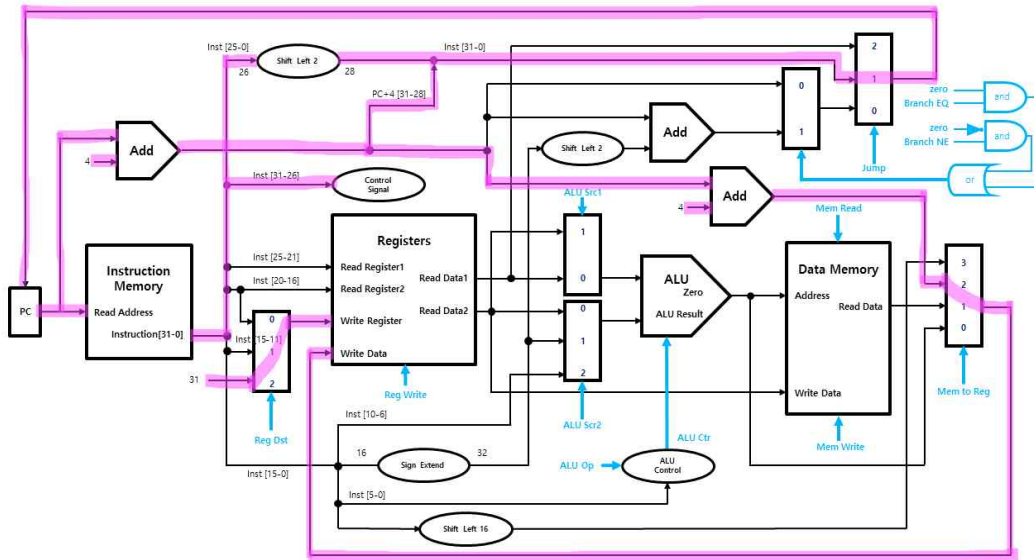 Inst [25-0]
26
Shift Left 2
28
Inst [31-0]
PC+4 [31-28]
2
1
0
Jump
zero
Branch EQ
and
zero
Branch NE
and
or
0
1
Add
4
Shift Left 2
Add
Inst [31-26]
Control
Signal
ALU Src1
4
Add
Mem Read
PC
Instruction
Memory
Read Address
Instruction[31-0]
Inst [25-21]
Inst [20-16]
[15-11]
0
1
2
31
Reg Dst
Registers
Read Register1
Read Register2
Write Register
Write Data
Read Data1
Read Data2
Reg Write
1
0
0
1
2
ALU Scr2
ALU
Zero
ALU Result
ALU Ctr
Data Memory
Address
Read Data
Write Data
Mem Write
3
2
1
0
Mem to Reg
Inst [10-6]
16
Sign Extend
32
Inst [15-0]
Inst [5-0]
ALU Op
ALU
Control
Shift Left 16